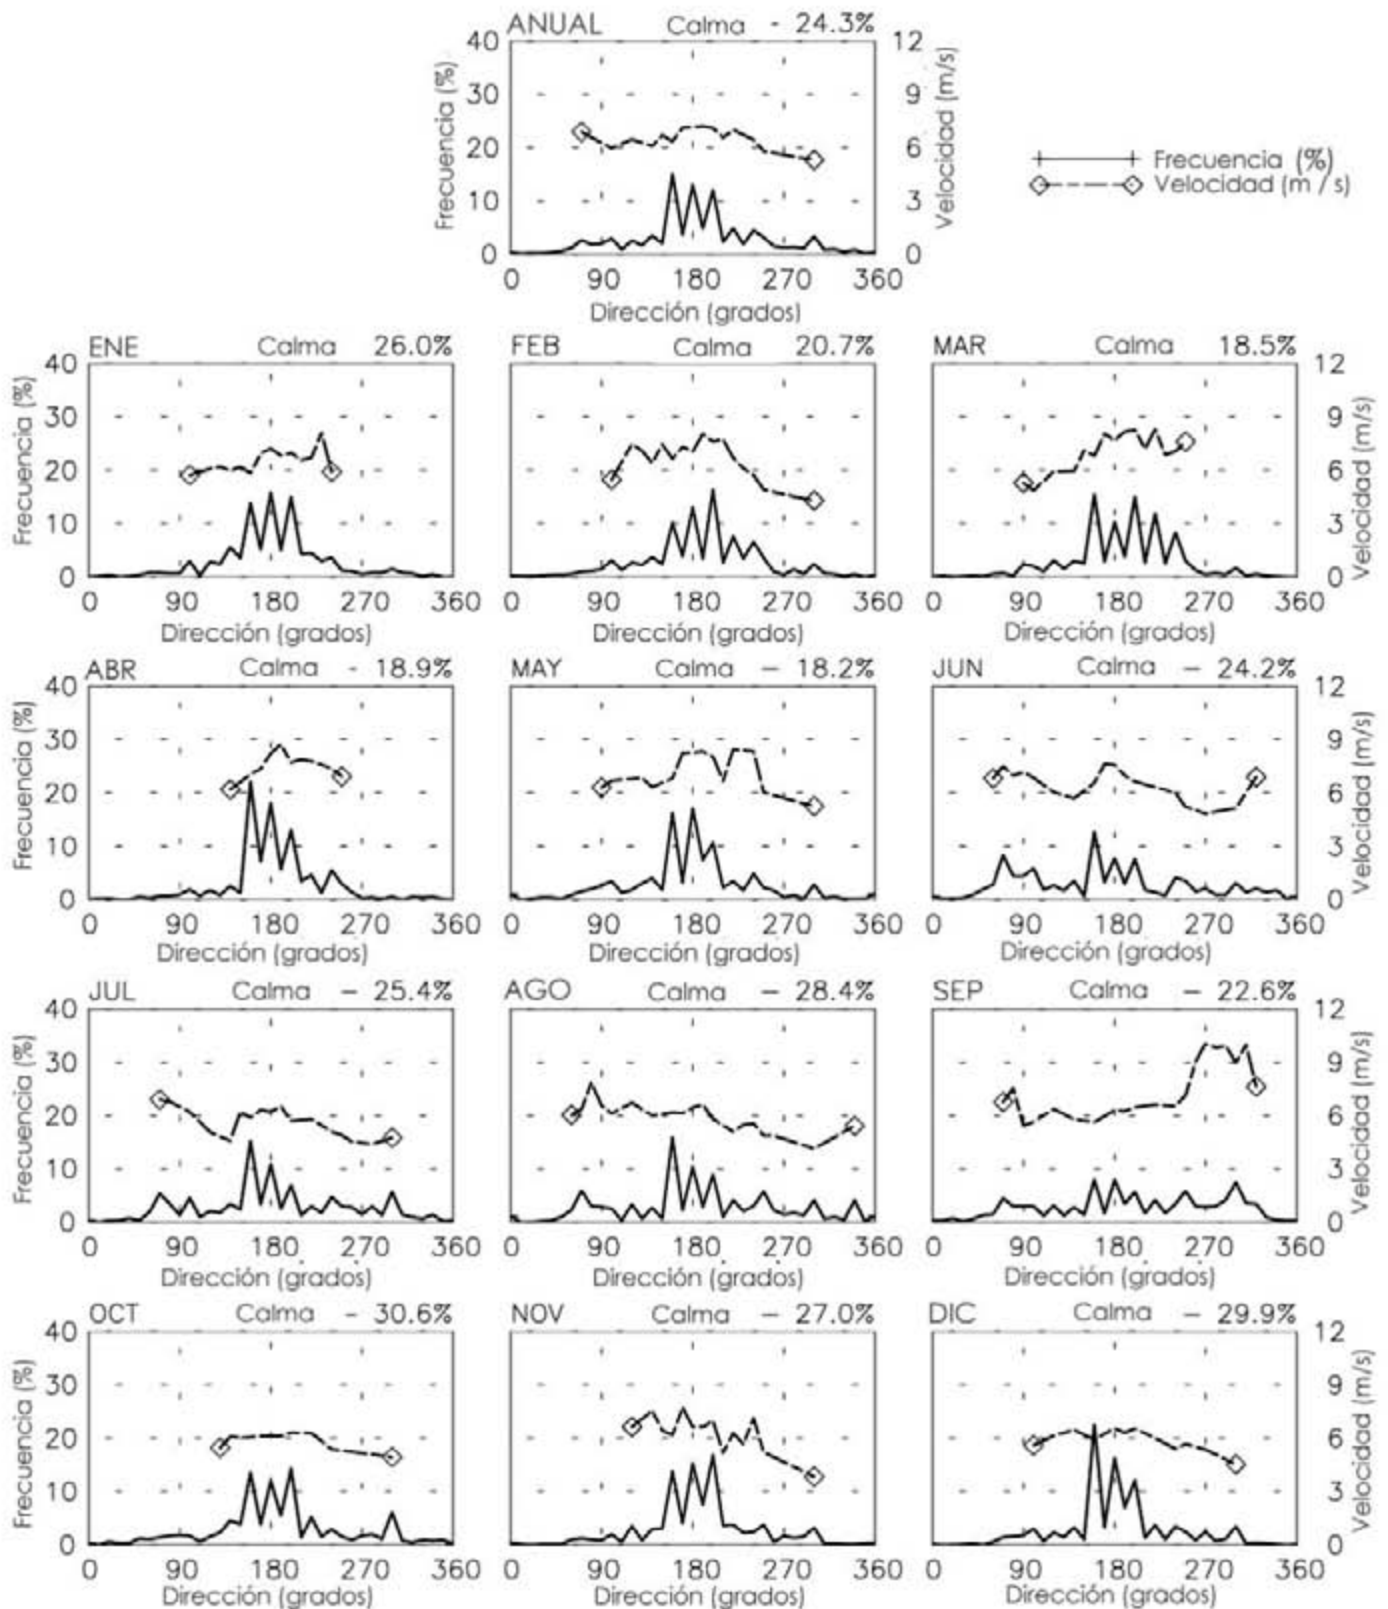 ANUAL Calma - 24.3%
40 12
30 9
20 6
10 3
0 0
Frecuencia (%)
Velocidad (m/s)
0 90 180 270 360
Dirección (grados)
Frecuencia (%)
Velocidad (m/s)
ENE Calma 26.0%
40
30
20
10
0
Frecuencia (%)
0 90 180 270 360
Dirección (grados)
FEB Calma 20.7%
0 90 180 270 360
Dirección (grados)
MAR Calma 18.5%
12
9
6
3
0
Velocidad (m/s)
0 90 180 270 360
Dirección (grados)
ABR Calma - 18.9%
40
30
20
10
0
Frecuencia (%)
0 90 180 270 360
Dirección (grados)
MAY Calma – 18.2%
0 90 180 270 360
Dirección (grados)
JUN Calma – 24.2%
12
9
6
3
0
Velocidad (m/s)
0 90 180 270 360
Dirección (grados)
JUL Calma – 25.4%
40
30
20
10
0
Frecuencia (%)
0 90 180 270 360
Dirección (grados)
AGO Calma – 28.4%
0 90 180 270 360
Dirección (grados)
SEP Calma – 22.6%
12
9
6
3
0
Velocidad (m/s)
0 90 180 270 360
Dirección (grados)
OCT Calma - 30.6%
40
30
20
10
0
Frecuencia (%)
0 90 180 270 360
Dirección (grados)
NOV Calma – 27.0%
0 90 180 270 360
Dirección (grados)
DIC Calma – 29.9%
12
9
6
3
0
Velocidad (m/s)
0 90 180 270 360
Dirección (grados)